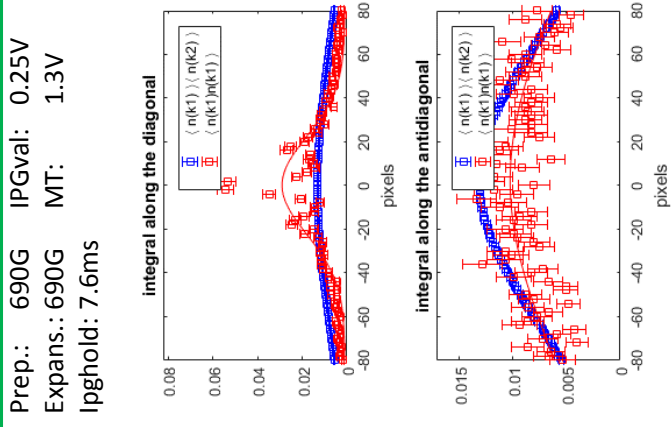 Prep.: 690G IPGval: 0.25V
Expans.: 690G MT: 1.3V
Ipghold: 7.6ms
integral along the diagonal
⟨ n(k1) ⟩⟨ n(k2) ⟩
⟨ n(k1)n(k1) ⟩
0.08
0.06
0.04
0.02
0
-80 -60 -40 -20 0 20 40 60 80
pixels
integral along the antidiagonal
⟨ n(k1) ⟩⟨ n(k2) ⟩
⟨ n(k1)n(k1) ⟩
0.015
0.01
0.005
0
-80 -60 -40 -20 0 20 40 60 80
pixels